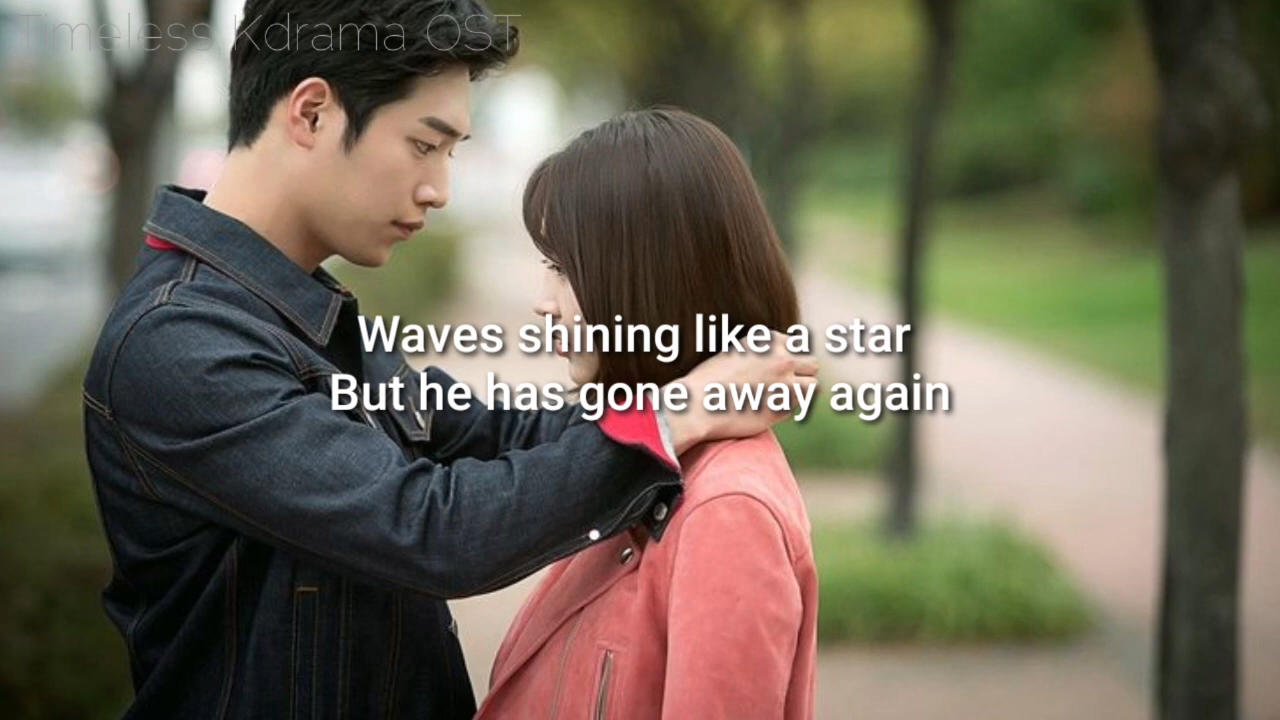 Timeless Kdrama OST
Waves shining like a star
But he has gone away again